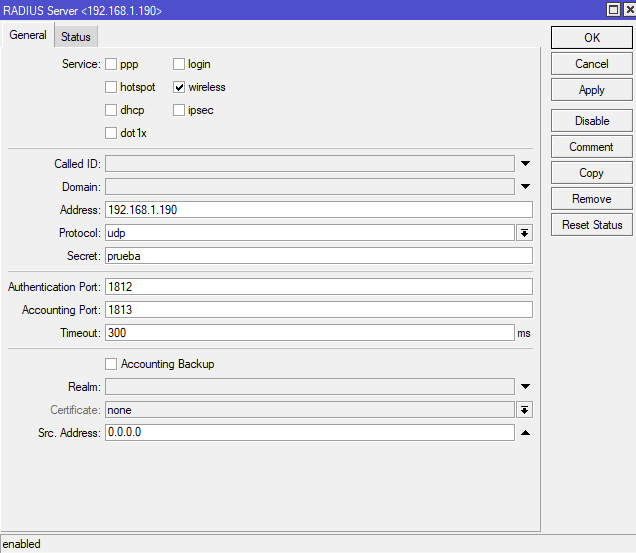 RADIUS Server <192.168.1.190>
General Status
OK
Cancel
Apply
Disable
Comment
Copy
Remove
Reset Status
Service: ppp login
hotspot wireless
dhcp ipsec
dot1x
Called ID:
Domain:
Address: 192.168.1.190
Protocol: udp
Secret: prueba
Authentication Port: 1812
Accounting Port: 1813
Timeout: 300 ms
Accounting Backup
Realm:
Certificate: none
Src. Address: 0.0.0.0
enabled